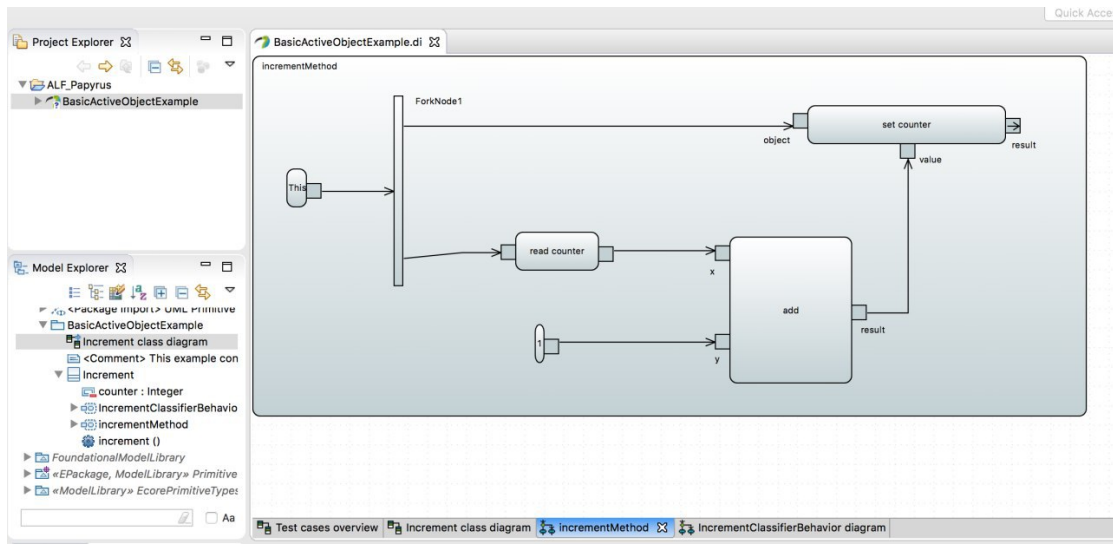 Quick Acce
Project Explorer
BasicActiveObjectExample.di
ALF_Papyrus
BasicActiveObjectExample
incrementMethod
ForkNode1
set counter
object
result
value
This
read counter
x
add
result
1
y
Model Explorer
<Package Import> UML Primitive
BasicActiveObjectExample
Increment class diagram
<Comment> This example con
Increment
counter : Integer
IncrementClassifierBehavio
incrementMethod
increment ()
FoundationalModelLibrary
«EPackage, ModelLibrary» Primitive
«ModelLibrary» EcorePrimitiveTypes
Aa
Test cases overview Increment class diagram incrementMethod IncrementClassifierBehavior diagram